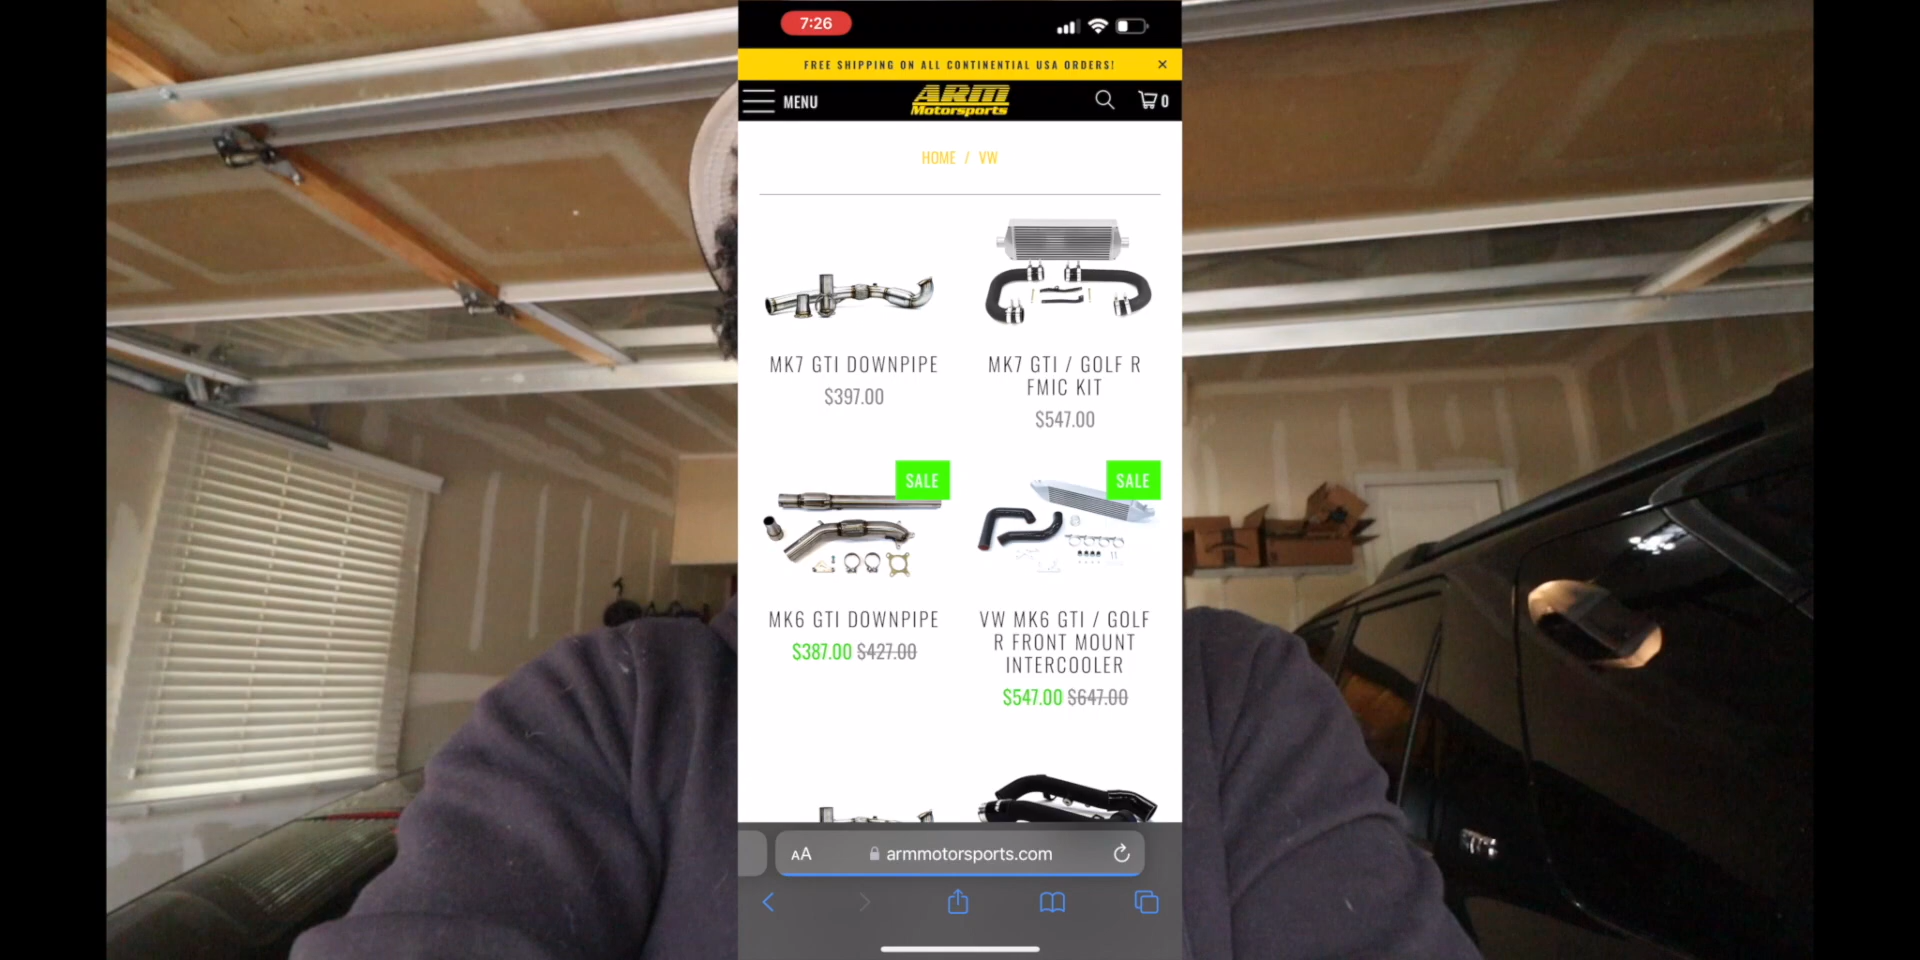 7:26
FREE SHIPPING ON ALL CONTINENTIAL USA ORDERS! ×
MENU
ARM
Motorsports
0
HOME / VW
MK7 GTI DOWNPIPE
$397.00
MK7 GTI / GOLF R
FMIC KIT
$547.00
SALE
MK6 GTI DOWNPIPE
$387.00 $427.00
SALE
VW MK6 GTI / GOLF
R FRONT MOUNT
INTERCOOLER
$547.00 $647.00
AA
armmotorsports.com